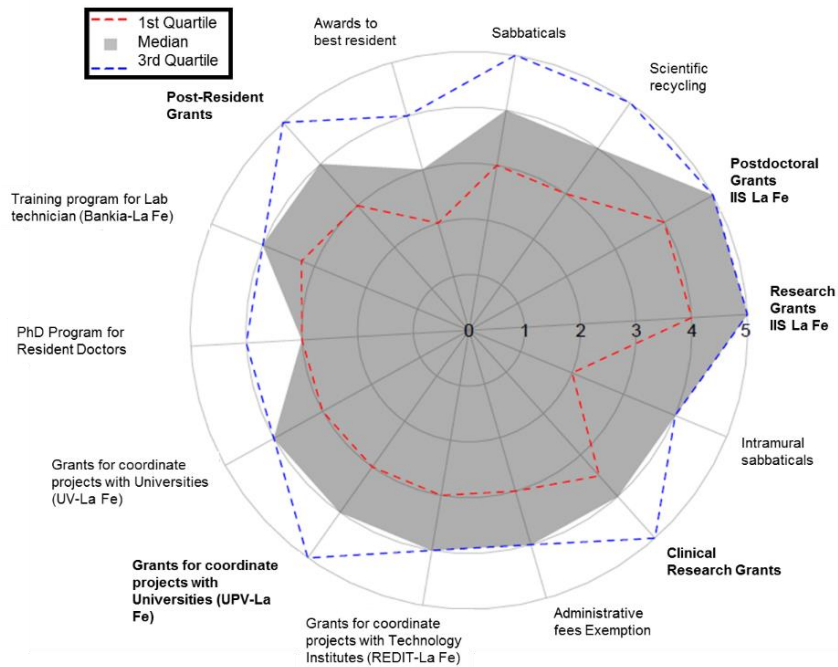 1st Quartile
Median
3rd Quartile
Awards to
best resident
Sabbaticals
Scientific
recycling
Post-Resident
Grants
Postdoctoral
Grants
IIS La Fe
Training program for Lab
technician (Bankia-La Fe)
Research
Grants
IIS La Fe
0 1 2 3 4 5
PhD Program for
Resident Doctors
Intramural
sabbaticals
Grants for coordinate
projects with Universities
(UV-La Fe)
Clinical
Research Grants
Grants for coordinate
projects with
Universities (UPV-La
Fe)
Administrative
fees Exemption
Grants for coordinate
projects with Technology
Institutes (REDIT-La Fe)